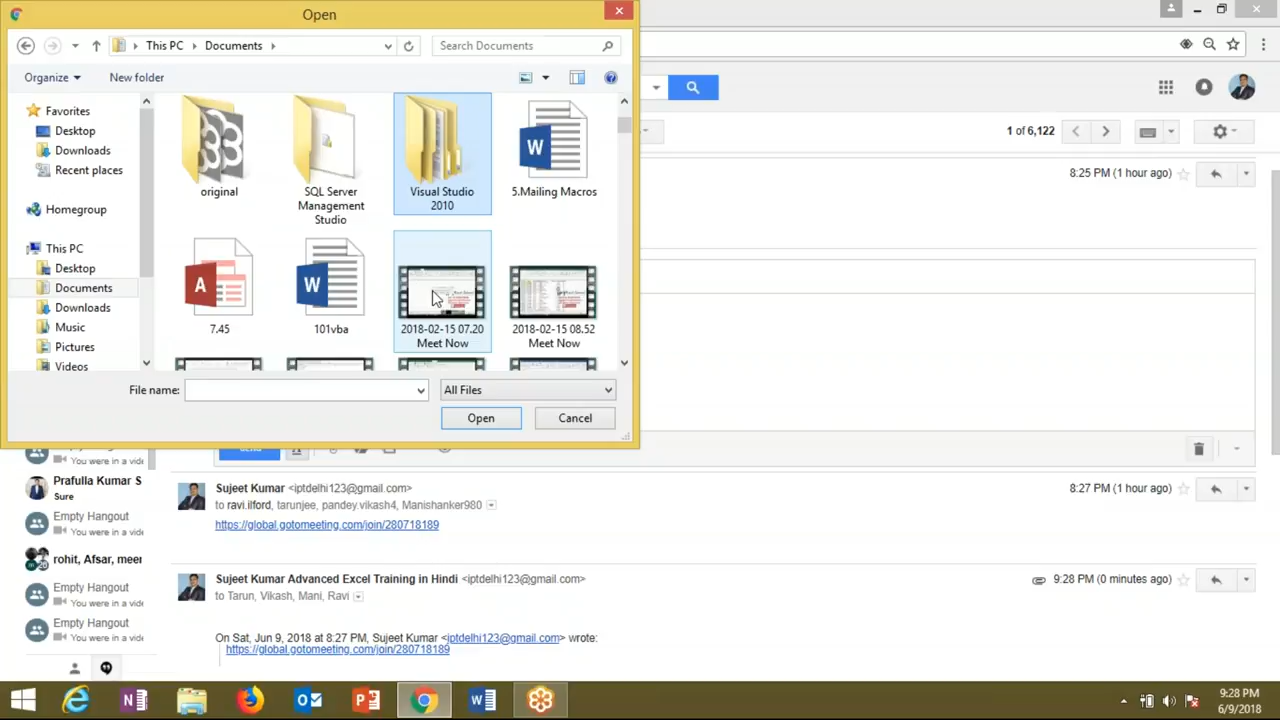 Open
This PC
Documents
Search Documents
Organize
New folder
Favorites
Desktop
Downloads
Recent places
Homegroup
This PC
Desktop
Documents
Downloads
Music
Pictures
Videos
original
SQL Server
Management
Studio
Visual Studio
2010
5.Mailing Macros
7.45
101vba
2018-02-15 07.20
Meet Now
2018-02-15 08.52
Meet Now
File name:
All Files
Open
Cancel
1 of 6,122
8:25 PM (1 hour ago)
You were in a vide
Prafulla Kumar S
Sure
Empty Hangout
You were in a vide
rohit, Afsar, meer
Empty Hangout
You were in a vide
Empty Hangout
You were in a vide
Sujeet Kumar <iptdelhi123@gmail.com>
8:27 PM (1 hour ago)
to ravi.ilford, tarunjee, pandey.vikash4, Manishanker980
https://global.gotomeeting.com/join/280718189
Sujeet Kumar Advanced Excel Training in Hindi <iptdelhi123@gmail.com>
9:28 PM (0 minutes ago)
to Tarun, Vikash, Mani, Ravi
On Sat, Jun 9, 2018 at 8:27 PM, Sujeet Kumar <iptdelhi123@gmail.com> wrote:
https://global.gotomeeting.com/join/280718189
9:28 PM
6/9/2018